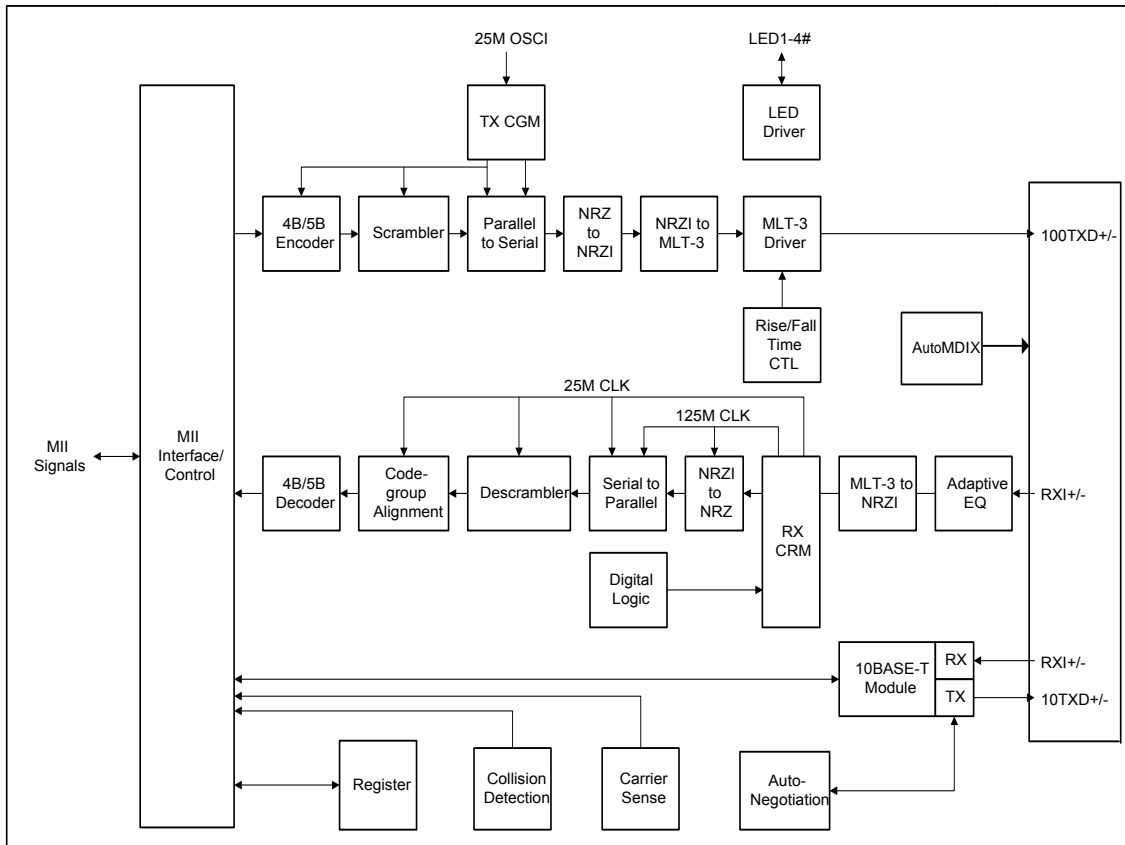 25M OSCI
LED1-4#
TX CGM
LED
Driver
4B/5B
Encoder
Scrambler
Parallel
to Serial
NRZ
to
NRZI
NRZI to
MLT-3
MLT-3
Driver
100TXD+/-
Rise/Fall
Time
CTL
AutoMDIX
25M CLK
125M CLK
MII
Signals
MII
Interface/
Control
4B/5B
Decoder
Code-
group
Alignment
Descrambler
Serial to
Parallel
NRZI
to
NRZ
RX
CRM
MLT-3 to
NRZI
Adaptive
EQ
RXI+/-
Digital
Logic
10BASE-T
Module
RX
TX
RXI+/-
10TXD+/-
Register
Collision
Detection
Carrier
Sense
Auto-
Negotiation